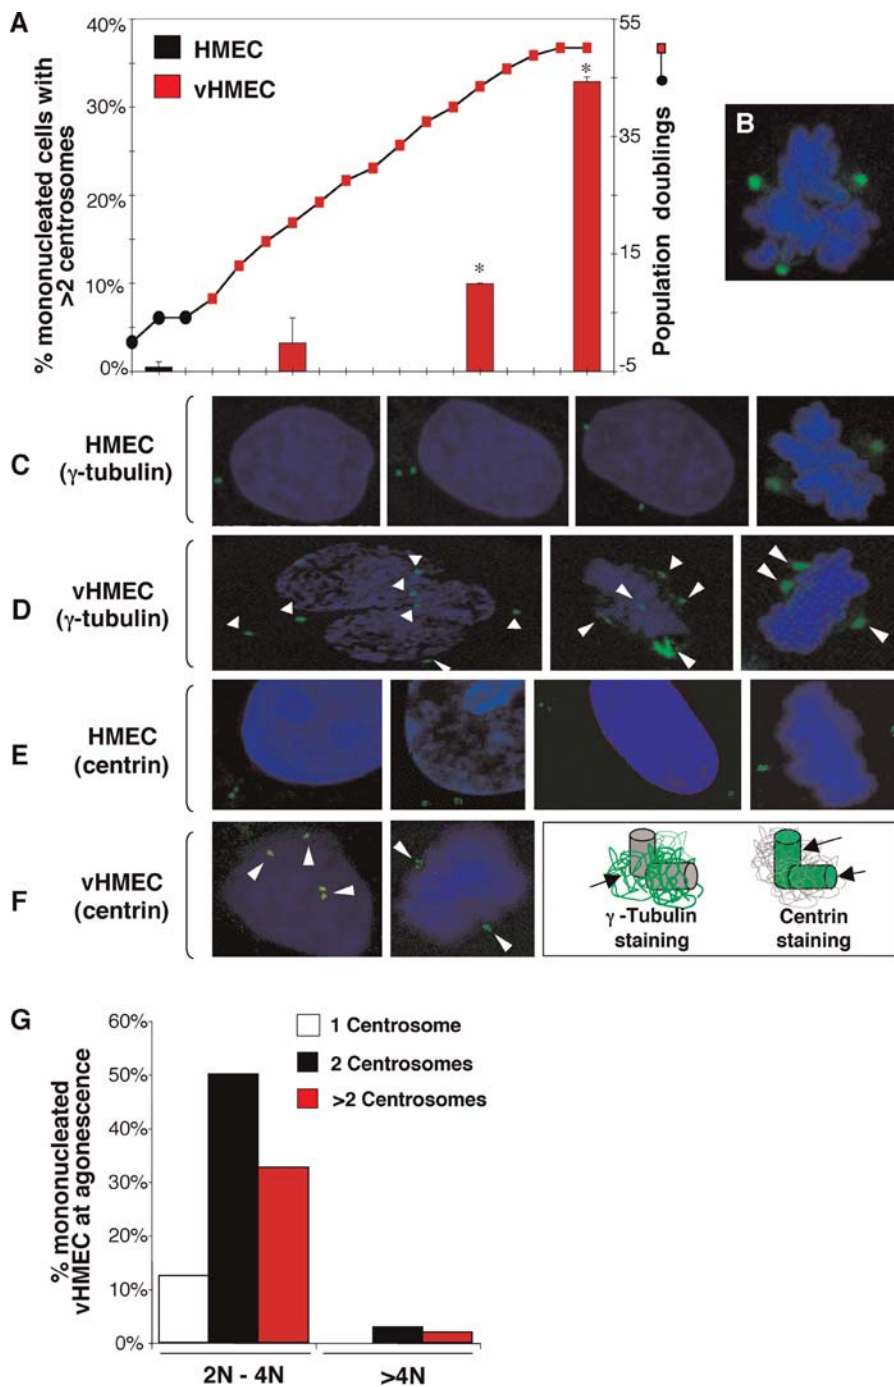 A
40%
30%
20%
10%
0%
% mononucleated cells with
>2 centrosomes
HMEC
vHMEC
*
*
55
35
15
-5
Population doublings
B
C
HMEC
(γ-tubulin)
D
vHMEC
(γ-tubulin)
E
HMEC
(centrin)
F
vHMEC
(centrin)
γ -Tubulin
staining
Centrin
staining
G
60%
50%
40%
30%
20%
10%
0%
% mononucleated
vHMEC at agonescence
1 Centrosome
2 Centrosomes
>2 Centrosomes
2N - 4N
>4N